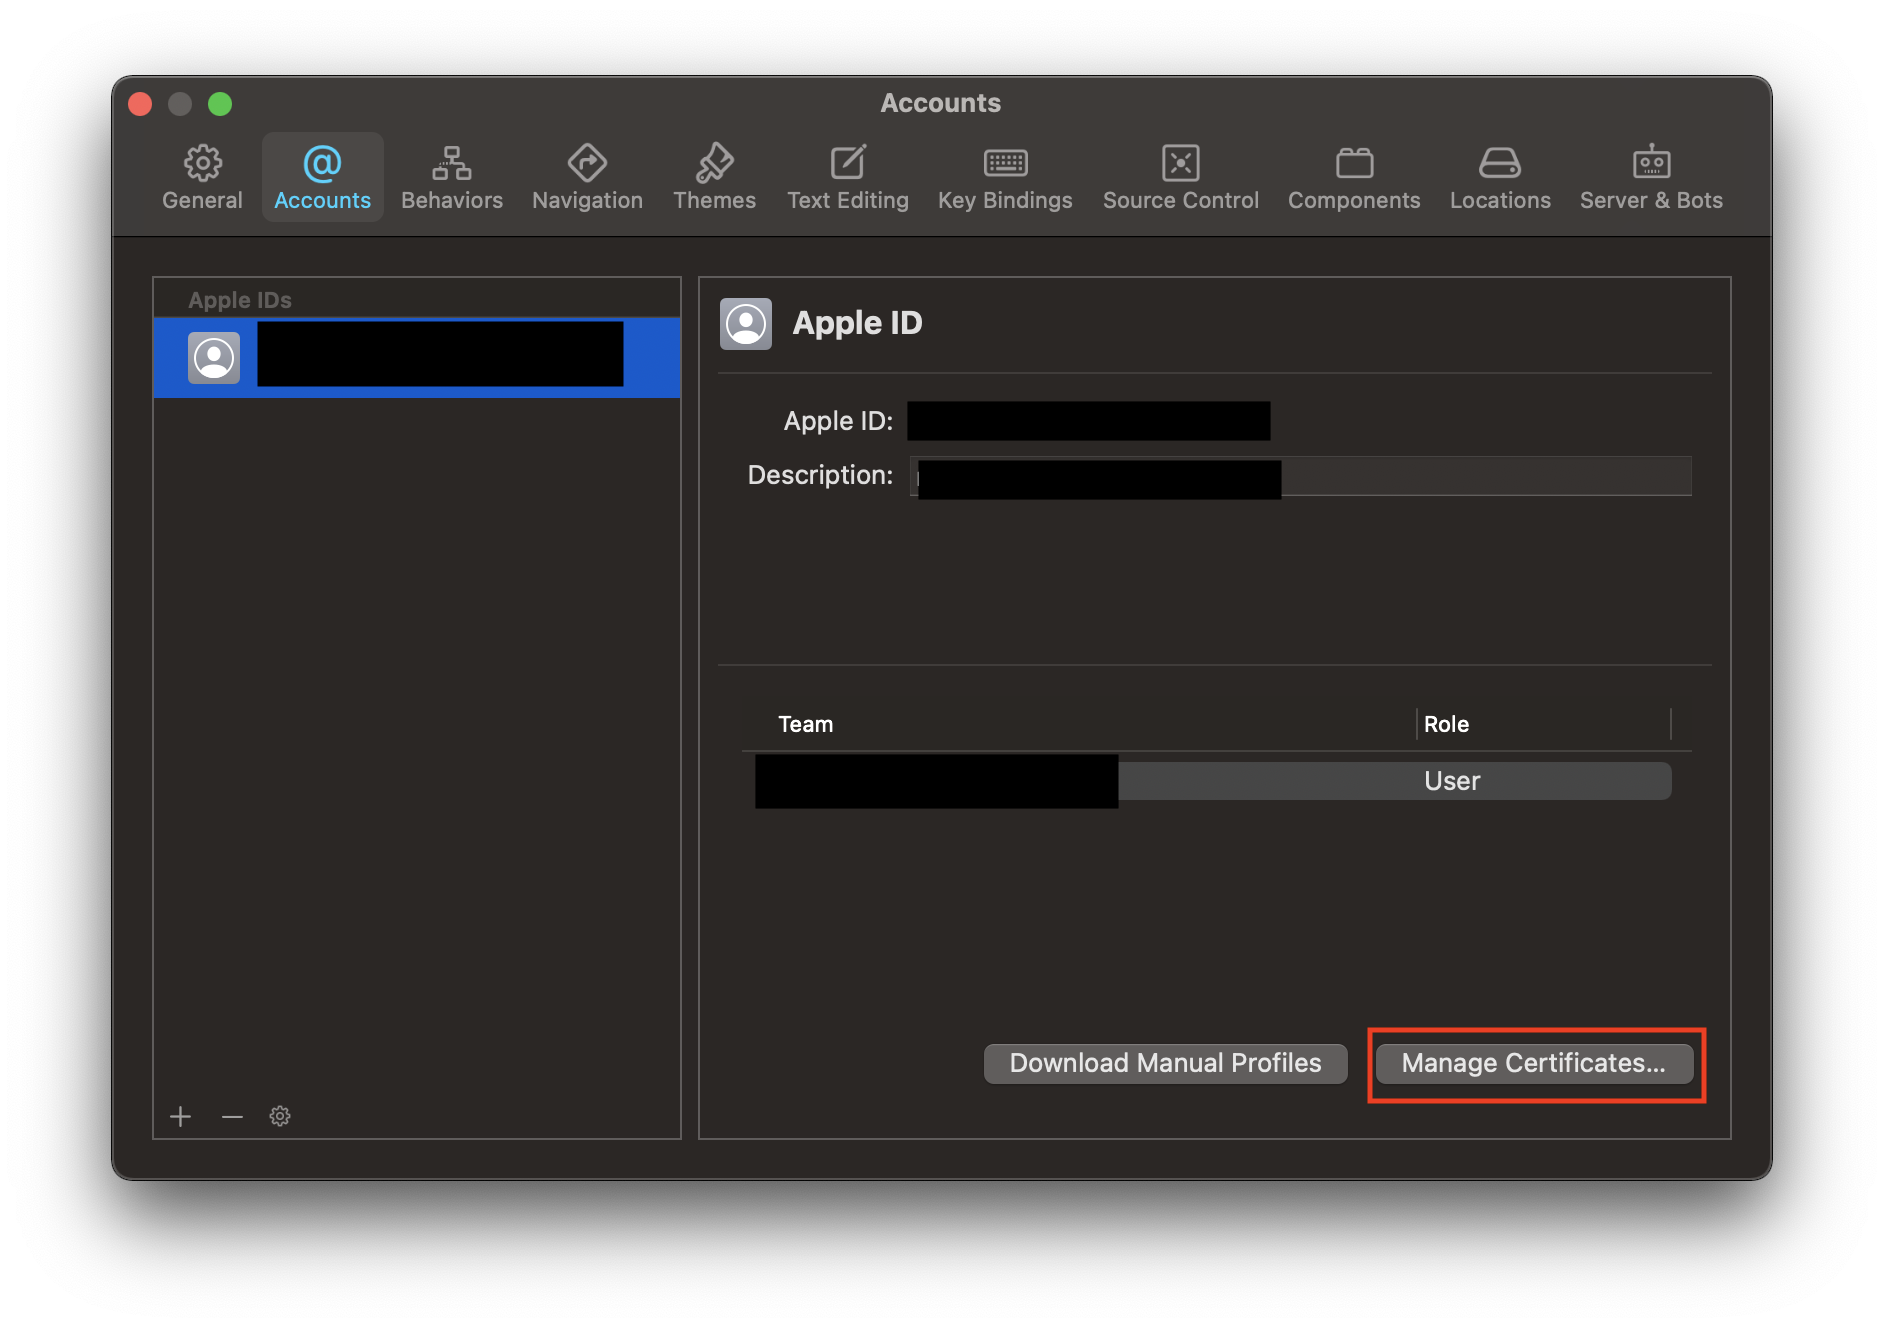 Accounts
General
@
Accounts
Behaviors
Navigation
Themes
Text Editing
Key Bindings
Source Control
Components
Locations
Server & Bots
Apple IDs
Apple ID
Apple ID:
Description:
Team Role
User
Download Manual Profiles
Manage Certificates...